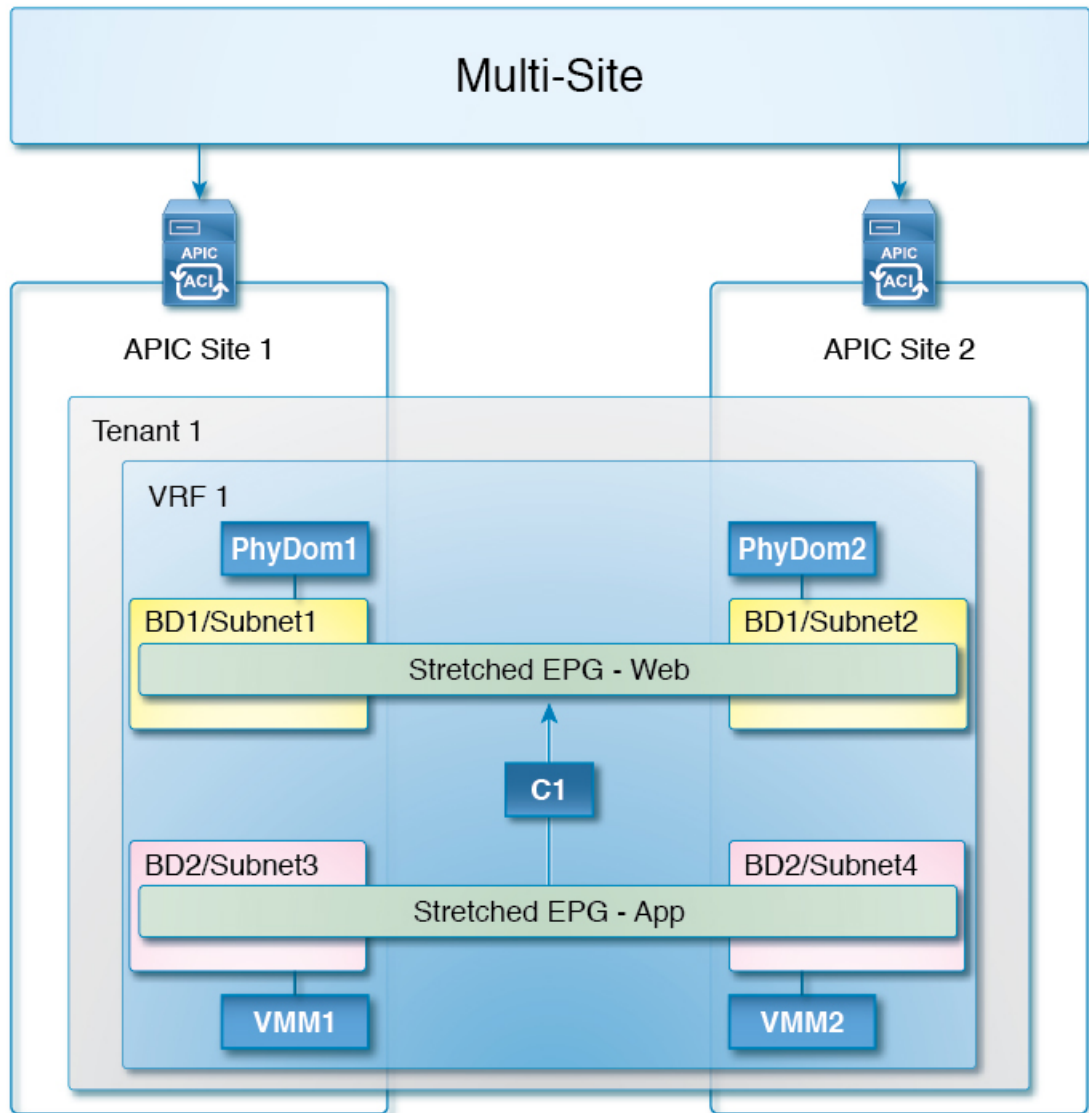 Multi-Site
APIC
ACI
APIC
ACI
APIC Site 1
APIC Site 2
Tenant 1
VRF 1
PhyDom1
PhyDom2
BD1/Subnet1
BD1/Subnet2
Stretched EPG - Web
C1
BD2/Subnet3
BD2/Subnet4
Stretched EPG - App
VMM1
VMM2